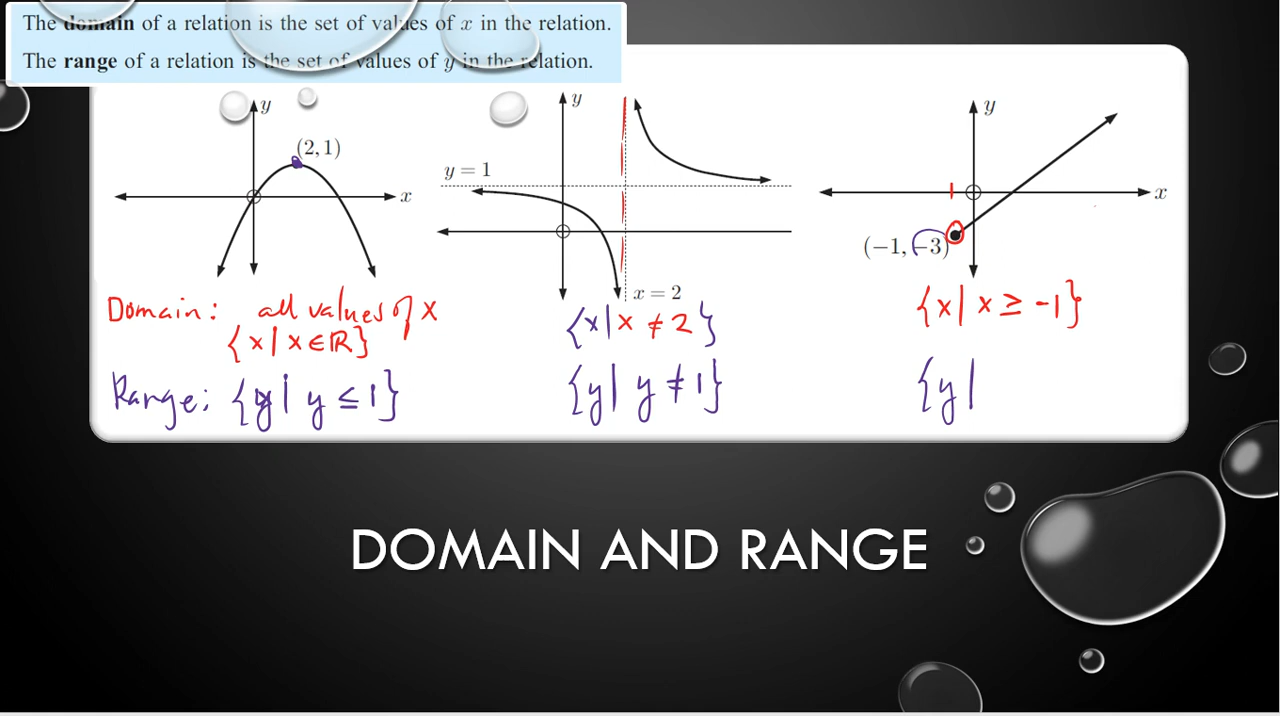 The domain of a relation is the set of values of x in the relation.
The range of a relation is the set of values of y in the relation.
y
(2, 1)
x
y
y = 1
x = 2
y
x
(−1, −3)
Domain: all values of x
{x | x ∈ ℝ}
{x | x ≠ 2}
{x | x ≥ -1}
Range: {y | y ≤ 1}
{y | y ≠ 1}
{y |
DOMAIN AND RANGE